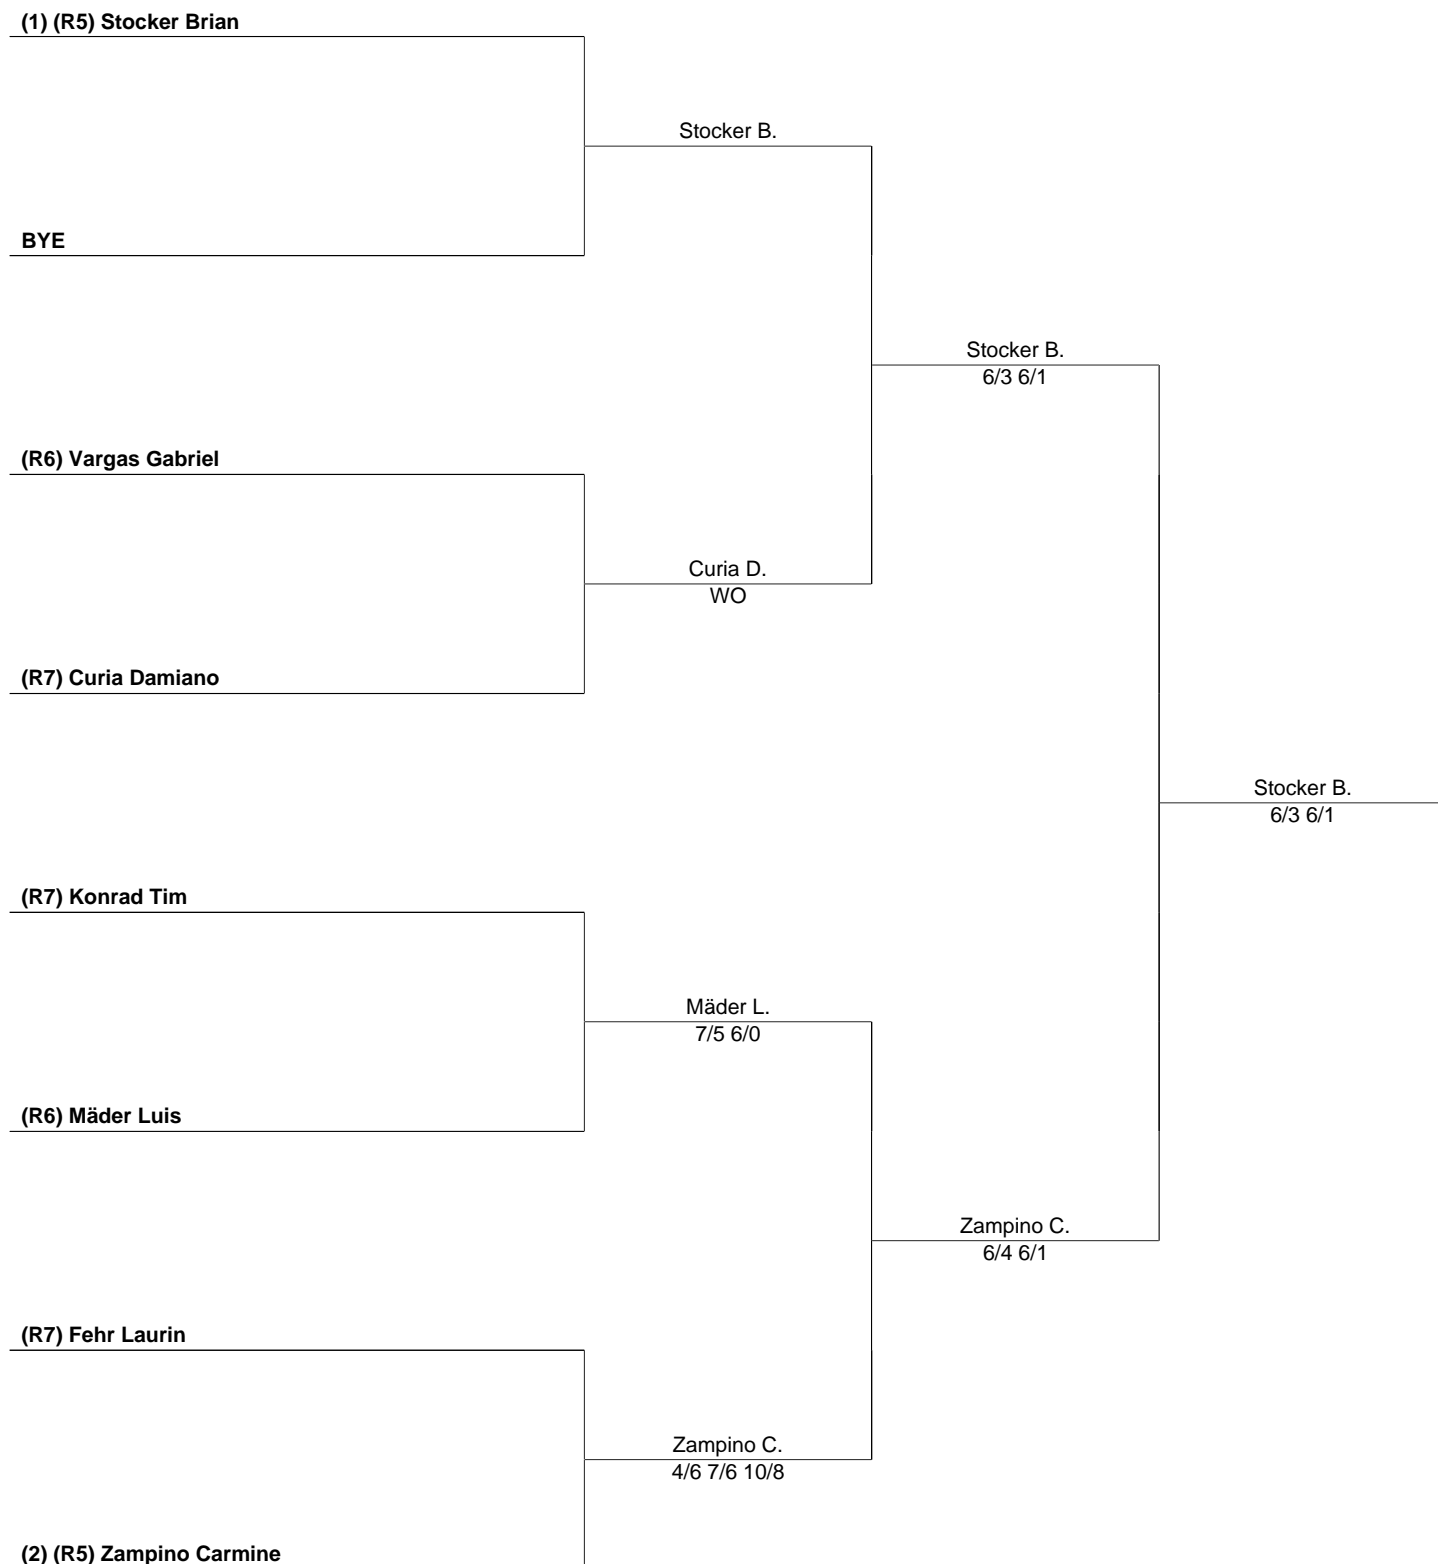 (1) (R5) Stocker Brian
Stocker B.
BYE
Stocker B.
6/3 6/1
(R6) Vargas Gabriel
Curia D.
WO
(R7) Curia Damiano
Stocker B.
6/3 6/1
(R7) Konrad Tim
Mäder L.
7/5 6/0
(R6) Mäder Luis
Zampino C.
6/4 6/1
(R7) Fehr Laurin
Zampino C.
4/6 7/6 10/8
(2) (R5) Zampino Carmine